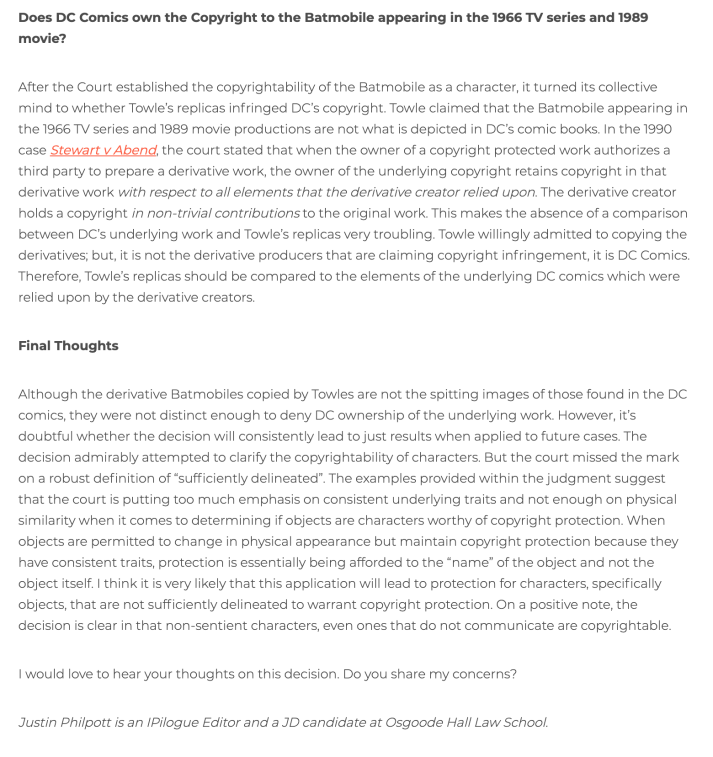 Does DC Comics own the Copyright to the Batmobile appearing in the 1966 TV series and 1989
movie?
After the Court established the copyrightability of the Batmobile as a character, it turned its collective
mind to whether Towle's replicas infringed DC's copyright. Towle claimed that the Batmobile appearing in
the 1966 TV series and 1989 movie productions are not what is depicted in DC's comic books. In the 1990
case Stewart v Abend, the court stated that when the owner of a copyright protected work authorizes a
third party to prepare a derivative work, the owner of the underlying copyright retains copyright in that
derivative work with respect to all elements that the derivative creator relied upon. The derivative creator
holds a copyright in non-trivial contributions to the original work. This makes the absence of a comparison
between DC's underlying work and Towle's replicas very troubling. Towle willingly admitted to copying the
derivatives; but, it is not the derivative producers that are claiming copyright infringement, it is DC Comics.
Therefore, Towle's replicas should be compared to the elements of the underlying DC comics which were
relied upon by the derivative creators.
Final Thoughts
Although the derivative Batmobiles copied by Towles are not the spitting images of those found in the DC
comics, they were not distinct enough to deny DC ownership of the underlying work. However, it's
doubtful whether the decision will consistently lead to just results when applied to future cases. The
decision admirably attempted to clarify the copyrightability of characters. But the court missed the mark
on a robust definition of "sufficiently delineated". The examples provided within the judgment suggest
that the court is putting too much emphasis on consistent underlying traits and not enough on physical
similarity when it comes to determining if objects are characters worthy of copyright protection. When
objects are permitted to change in physical appearance but maintain copyright protection because they
have consistent traits, protection is essentially being afforded to the "name" of the object and not the
object itself. I think it is very likely that this application will lead to protection for characters, specifically
objects, that are not sufficiently delineated to warrant copyright protection. On a positive note, the
decision is clear in that non-sentient characters, even ones that do not communicate are copyrightable.
I would love to hear your thoughts on this decision. Do you share my concerns?
Justin Philpott is an IPilogue Editor and a JD candidate at Osgoode Hall Law School.